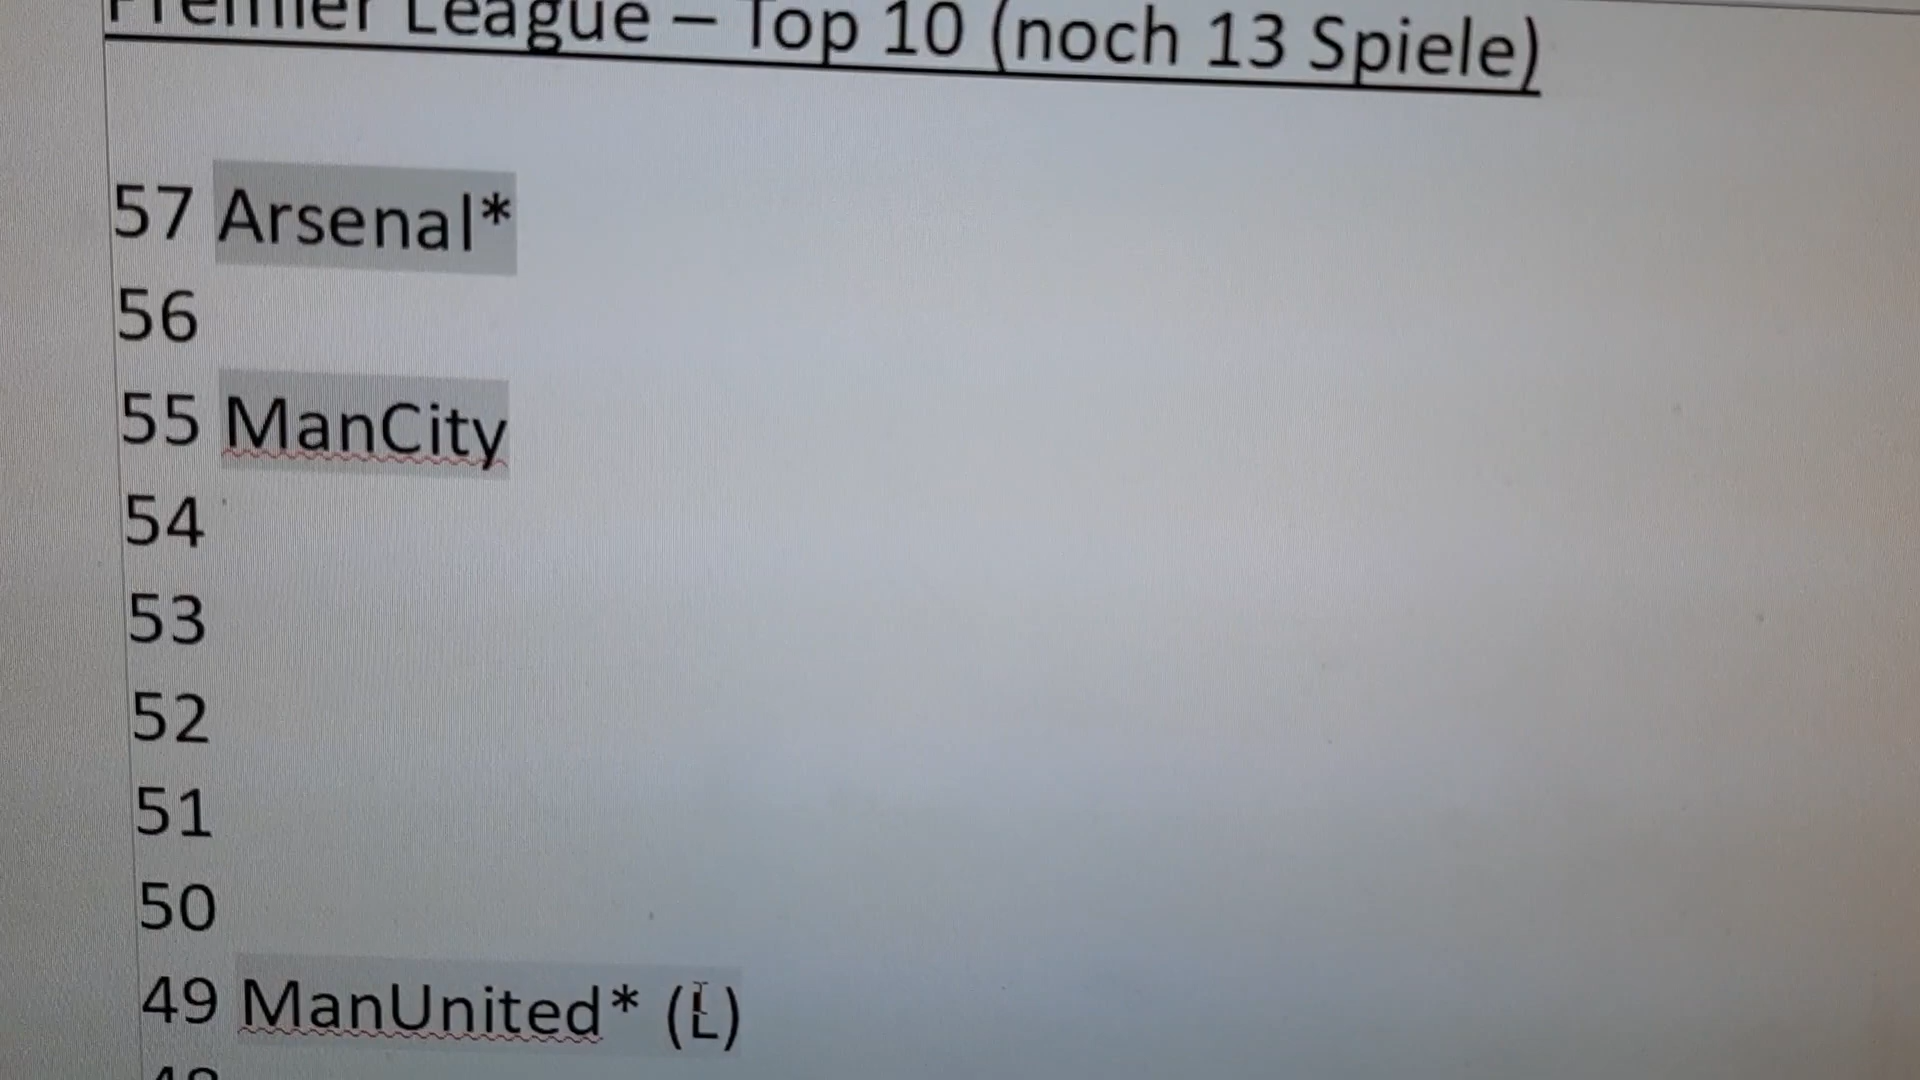 Premier League – Top 10 (noch 13 Spiele)
57 Arsenal*
56
55 ManCity
54
53
52
51
50
49 ManUnited* (L)
48